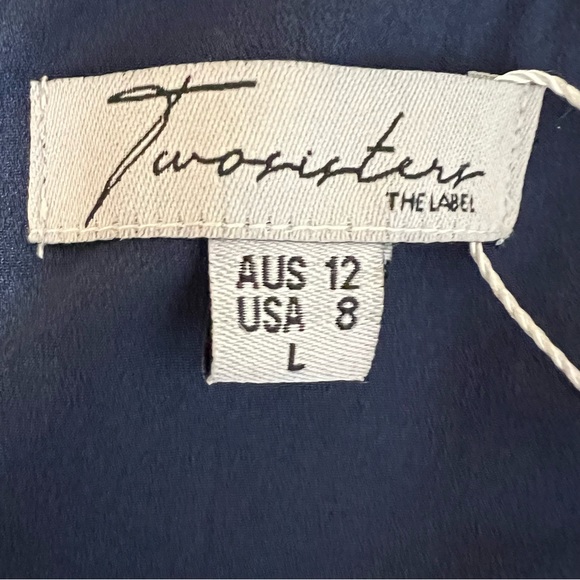 Twosisters
THE LABEL
AUS 12
USA 8
L